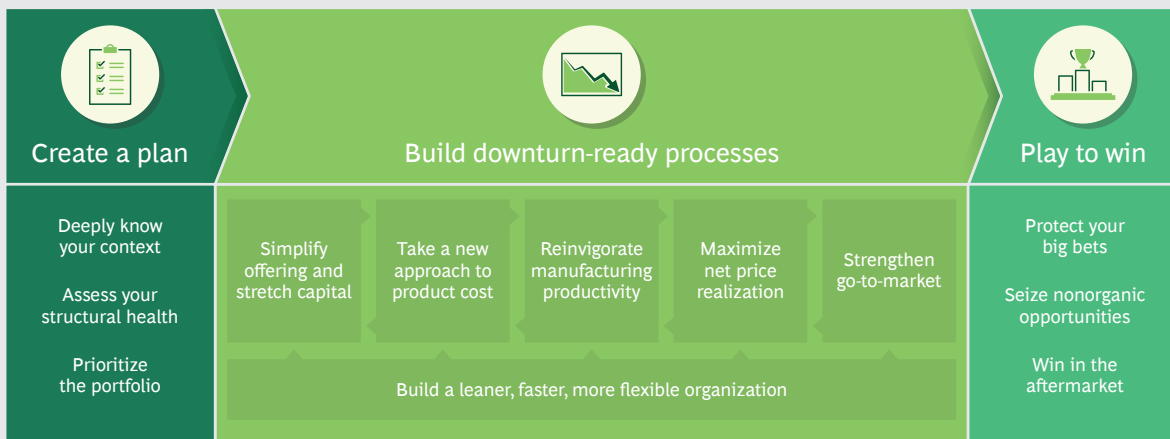 Create a plan
Build downturn-ready processes
Play to win
Deeply know
your context
Assess your
structural health
Prioritize
the portfolio
Simplify
offering and
stretch capital
Take a new
approach to
product cost
Reinvigorate
manufacturing
productivity
Maximize
net price
realization
Strengthen
go-to-market
Build a leaner, faster, more flexible organization
Protect your
big bets
Seize nonorganic
opportunities
Win in the
aftermarket